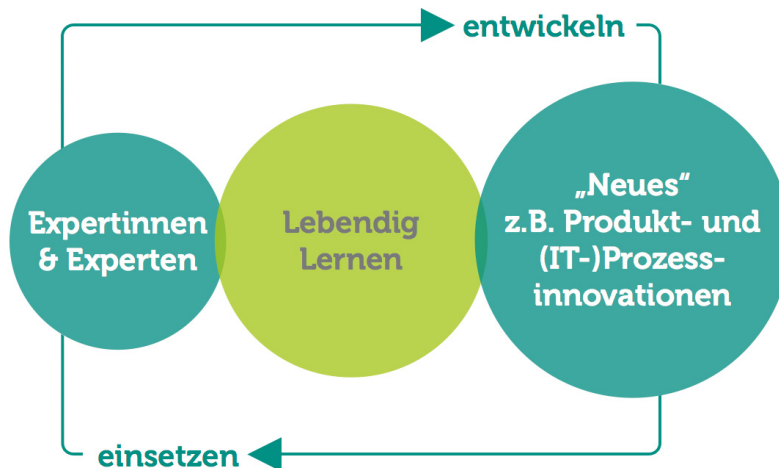 entwickeln
Expertinnen
& Experten
Lebendig
Lernen
„Neues“
z.B. Produkt- und
(IT-)Prozess-
innovationen
einsetzen